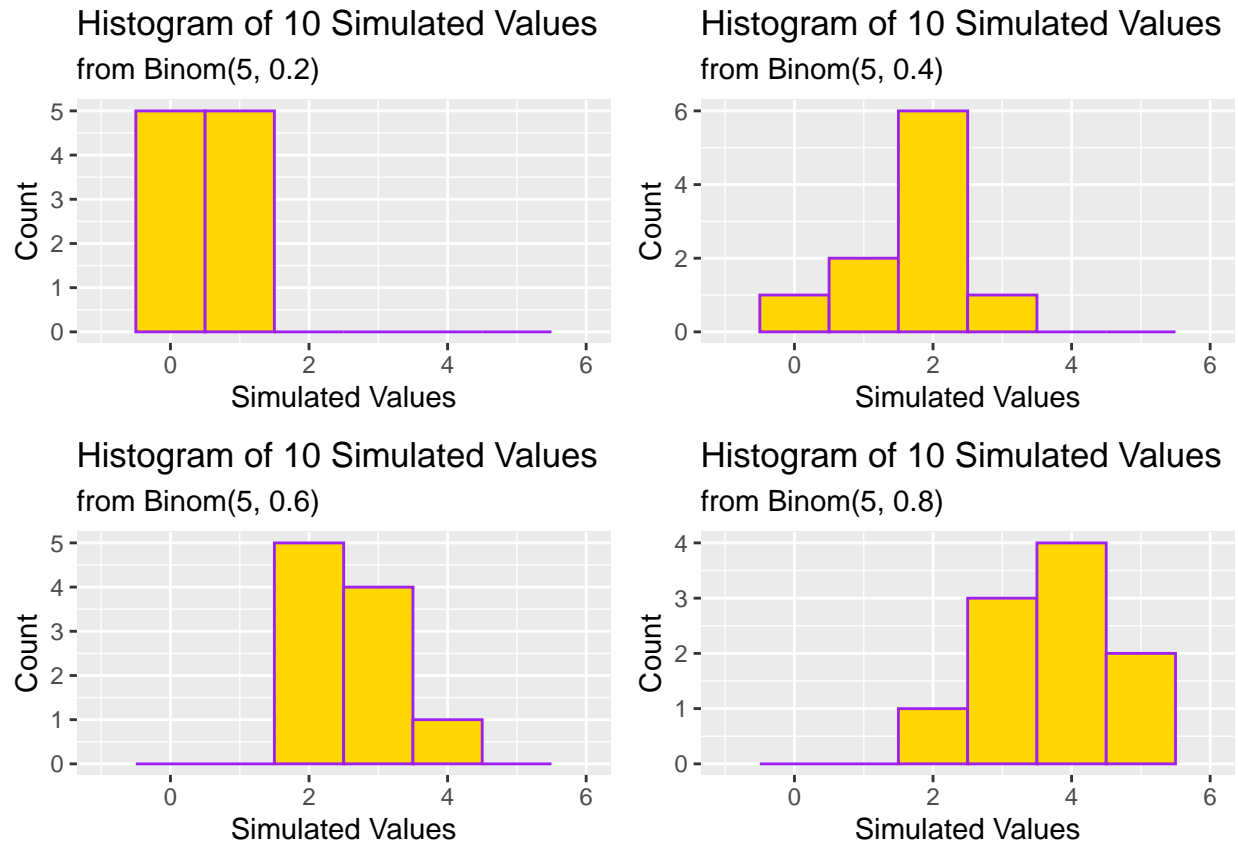 Histogram of 10 Simulated Values
from Binom(5, 0.2)
5
4
3
2
1
0
Count
0 2 4 6
Simulated Values
Histogram of 10 Simulated Values
from Binom(5, 0.4)
6
4
2
0
Count
0 2 4 6
Simulated Values
Histogram of 10 Simulated Values
from Binom(5, 0.6)
5
4
3
2
1
0
Count
0 2 4 6
Simulated Values
Histogram of 10 Simulated Values
from Binom(5, 0.8)
4
3
2
1
0
Count
0 2 4 6
Simulated Values